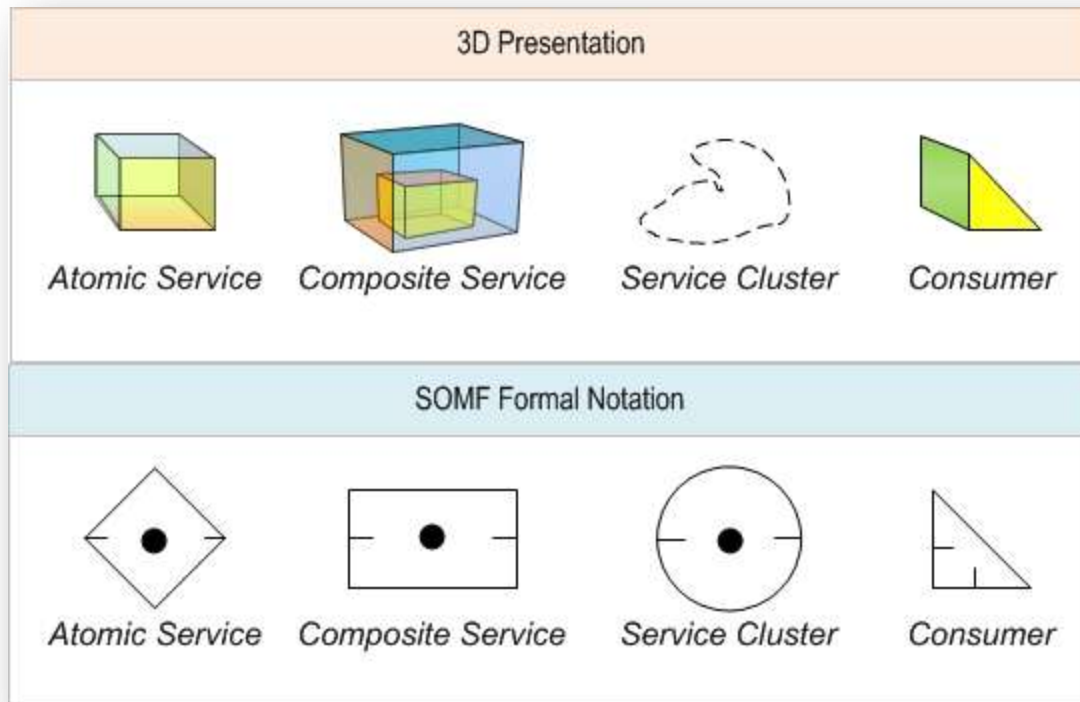 3D Presentation
Atomic Service Composite Service Service Cluster Consumer
SOMF Formal Notation
Atomic Service Composite Service Service Cluster Consumer